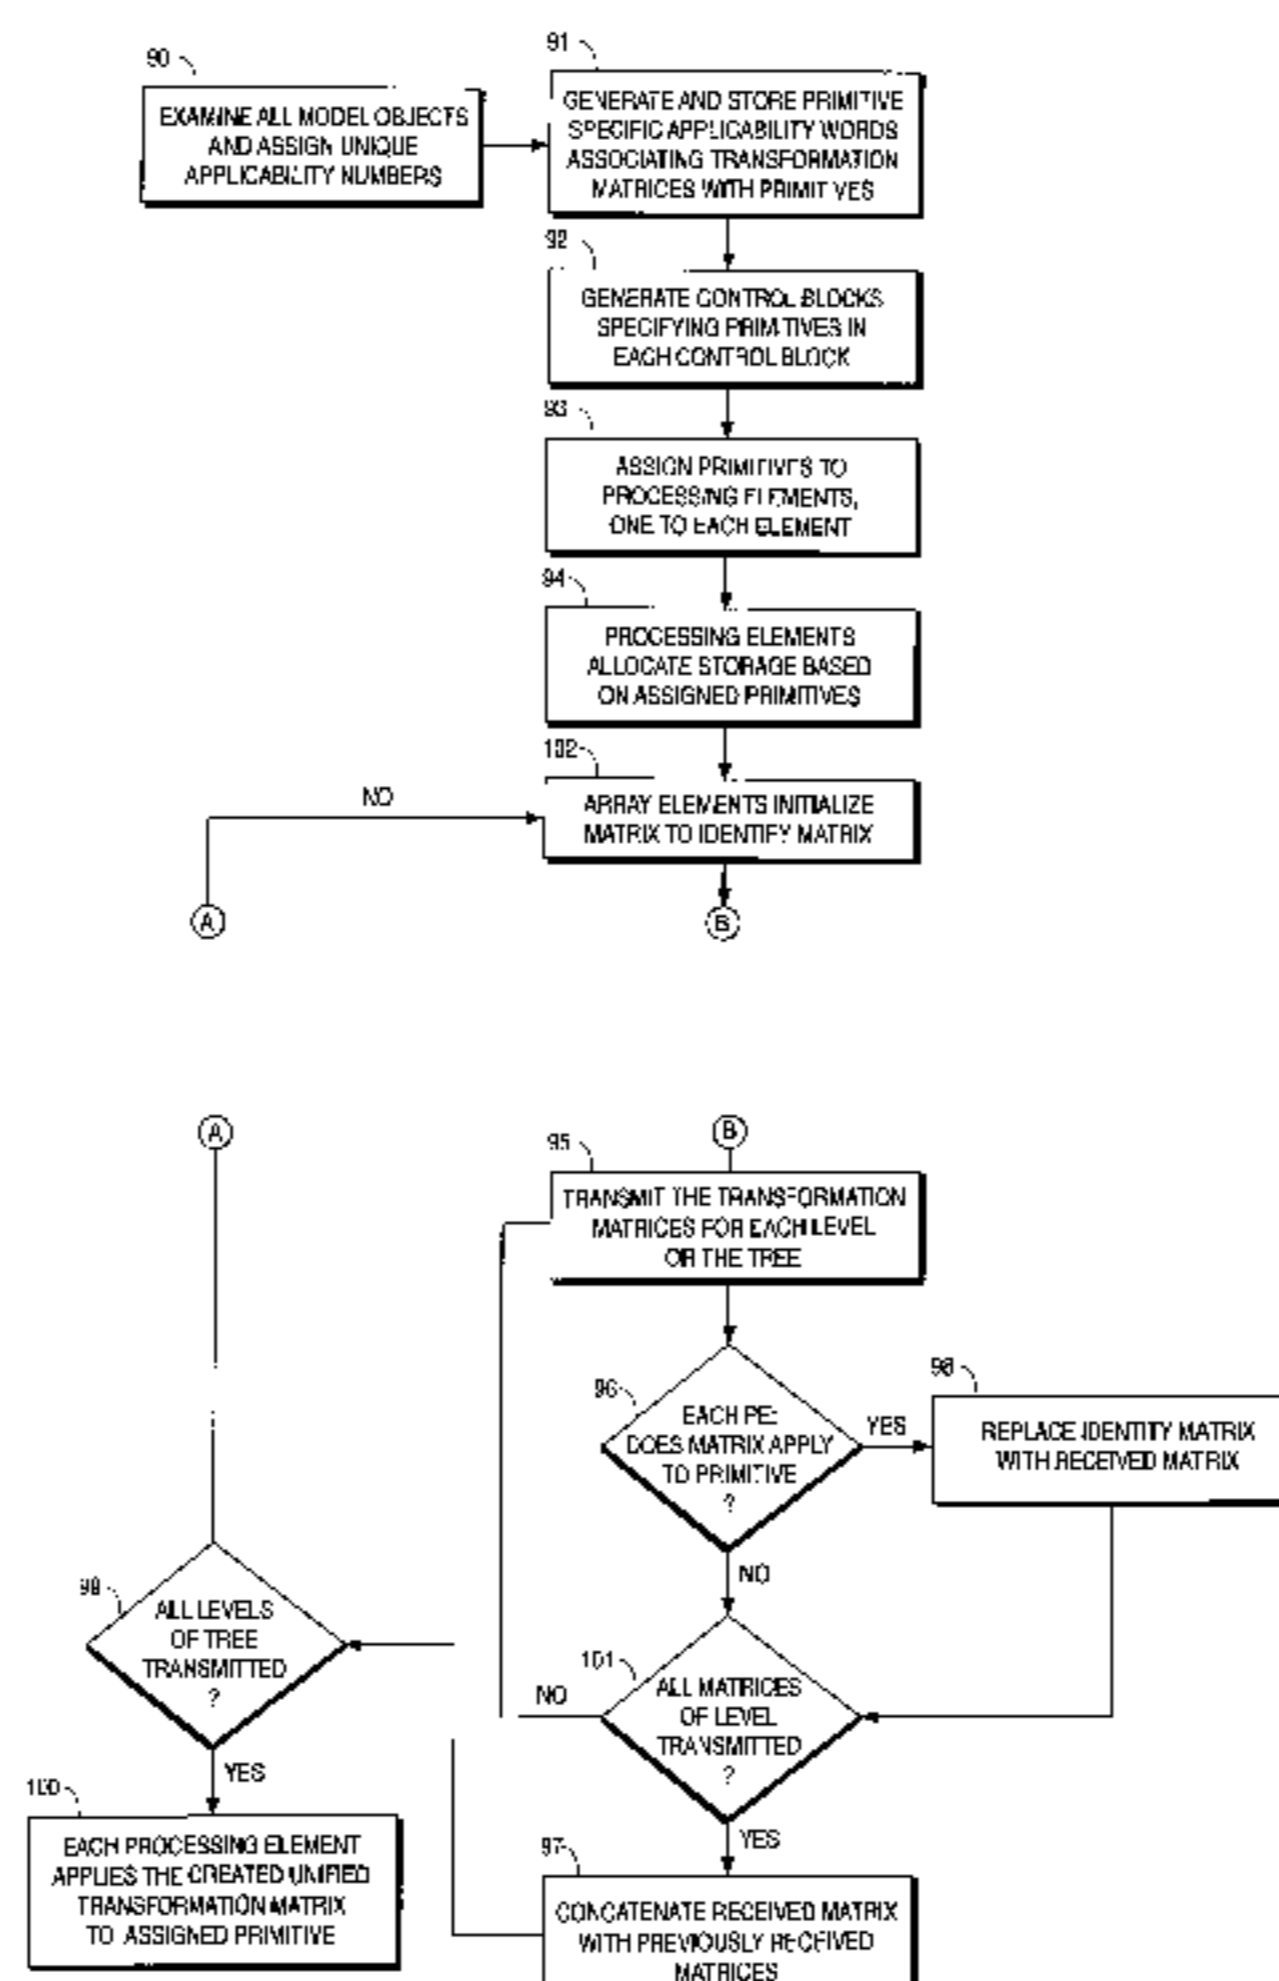 90
EXAMINE ALL MODEL OBJECTS
AND ASSIGN UNIQUE
APPLICABILITY NUMBERS
91
GENERATE AND STORE PRIMITIVE
SPECIFIC APPLICABILITY WORDS
ASSOCIATING TRANSFORMATION
MATRICES WITH PRIMITIVES
92
GENERATE CONTROL BLOCKS
SPECIFYING PRIMITIVES IN
EACH CONTROL BLOCK
93
ASSIGN PRIMITIVES TO
PROCESSING ELEMENTS,
ONE TO EACH ELEMENT
94
PROCESSING ELEMENTS
ALLOCATE STORAGE BASED
ON ASSIGNED PRIMITIVES
102
ARRAY ELEMENTS INITIALIZE
MATRIX TO IDENTIFY MATRIX
NO
A
B
A
B
95
TRANSMIT THE TRANSFORMATION
MATRICES FOR EACH LEVEL
OR THE TREE
96
EACH PE:
DOES MATRIX APPLY
TO PRIMITIVE
?
YES
98
REPLACE IDENTITY MATRIX
WITH RECEIVED MATRIX
NO
99
ALL LEVELS
OF TREE
TRANSMITTED
?
101
ALL MATRICES
OF LEVEL
TRANSMITTED
?
NO
YES
YES
100
EACH PROCESSING ELEMENT
APPLIES THE CREATED UNIFIED
TRANSFORMATION MATRIX
TO ASSIGNED PRIMITIVE
97
CONCATENATE RECEIVED MATRIX
WITH PREVIOUSLY RECEIVED
MATRICES